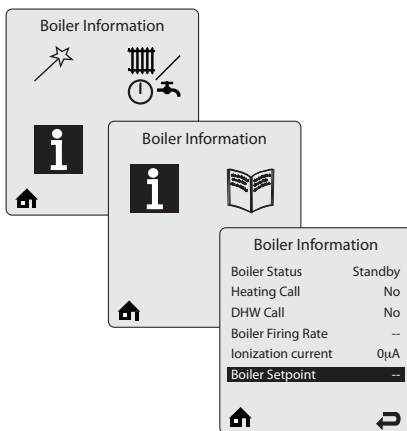 Boiler Information
Boiler Information
Boiler Information
Boiler Status Standby
Heating Call No
DHW Call No
Boiler Firing Rate --
Ionization current 0µA
Boiler Setpoint --